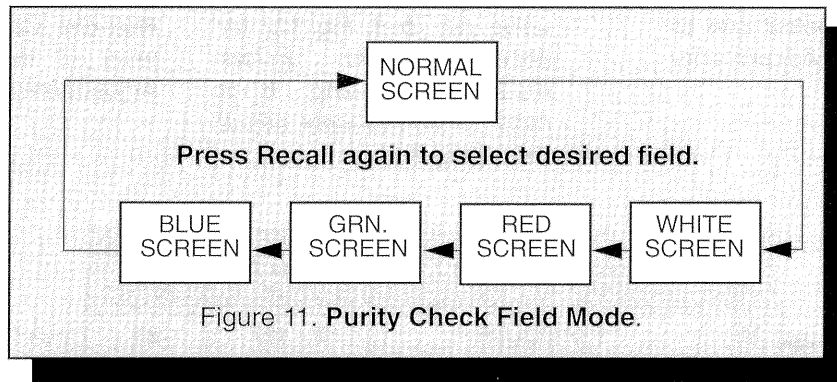 NORMAL
SCREEN
Press Recall again to select desired field.
BLUE
SCREEN
GRN.
SCREEN
RED
SCREEN
WHITE
SCREEN
Figure 11. Purity Check Field Mode.